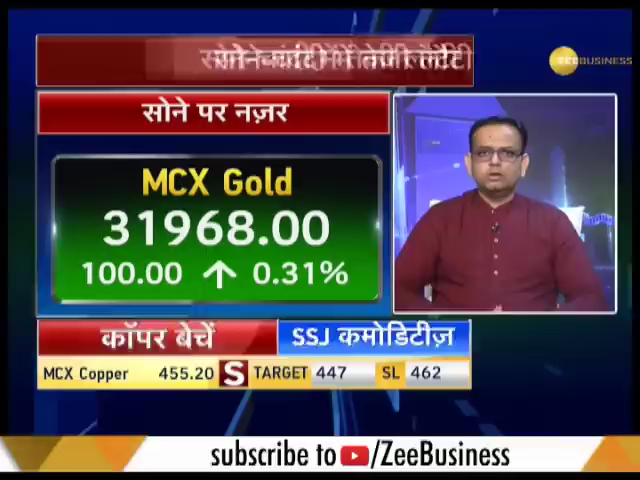 ZEEBUSINESS
सोने पर नज़र
MCX Gold
31968.00
100.00 ↑ 0.31%
कॉपर बेचें
SSJ कमोडिटीज़
MCX Copper 455.20 S TARGET 447 SL 462
subscribe to /ZeeBusiness